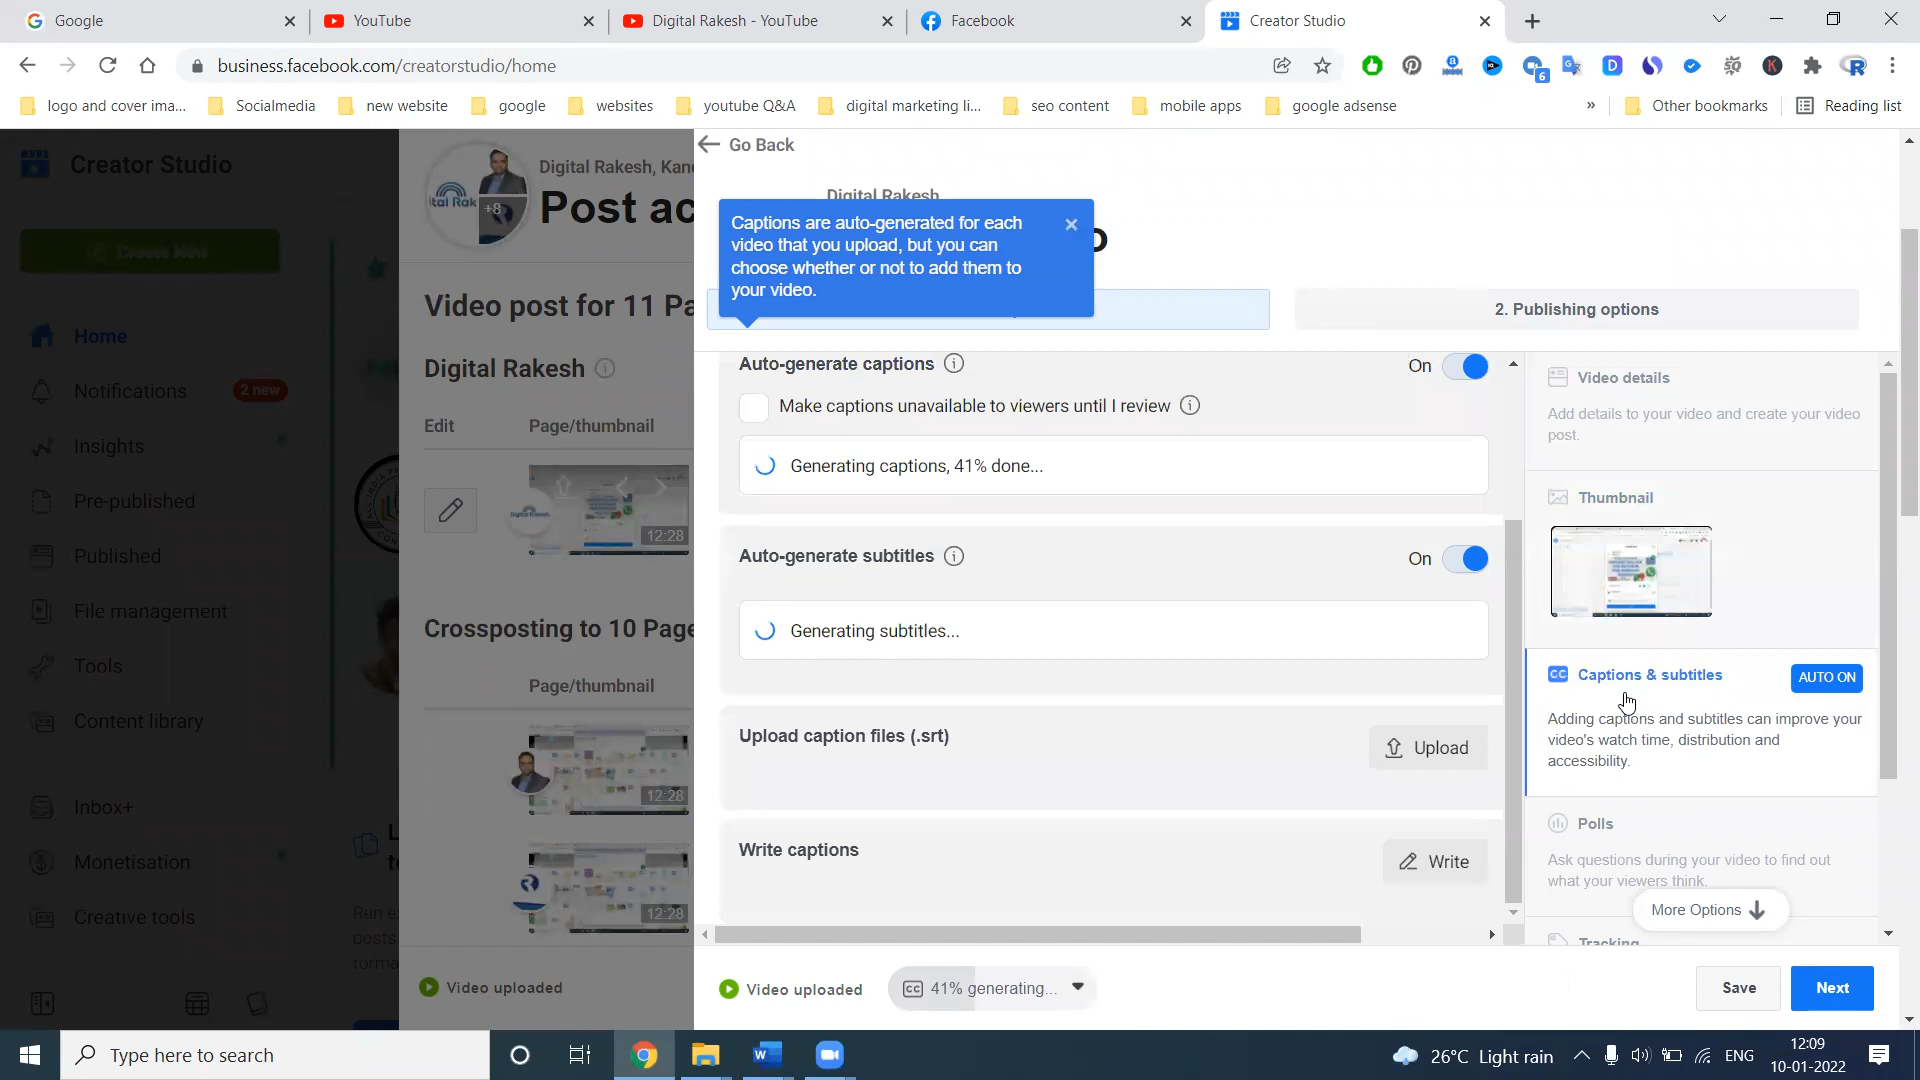 Google
YouTube
Digital Rakesh - YouTube
Facebook
Creator Studio
business.facebook.com/creatorstudio/home
6
logo and cover ima...
Socialmedia
new website
google
websites
youtube Q&A
digital marketing li...
seo content
mobile apps
google adsense
»
Other bookmarks
Reading list
Creator Studio
Create New
Home
Notifications
2 new
Insights
Pre-published
Published
File management
Tools
Content library
Inbox+
Monetisation
Creative tools
+8
Digital Rakesh, Kan
Post ac
Video post for 11 Pa
Digital Rakesh
Edit
Page/thumbnail
12:28
Crossposting to 10 Page
Page/thumbnail
12:28
12:28
Video uploaded
Go Back
Digital Rakesh
Captions are auto-generated for each
video that you upload, but you can
choose whether or not to add them to
your video.
2. Publishing options
Auto-generate captions
On
Make captions unavailable to viewers until I review
Generating captions, 41% done...
Auto-generate subtitles
On
Generating subtitles...
Upload caption files (.srt)
Upload
Write captions
Write
Video details
Add details to your video and create your video
post.
Thumbnail
CC Captions & subtitles
AUTO ON
Adding captions and subtitles can improve your
video's watch time, distribution and
accessibility.
Polls
Ask questions during your video to find out
what your viewers think.
More Options
Tracking
Video uploaded
CC 41% generating...
Save
Next
Type here to search
26°C Light rain
ENG
12:09
10-01-2022